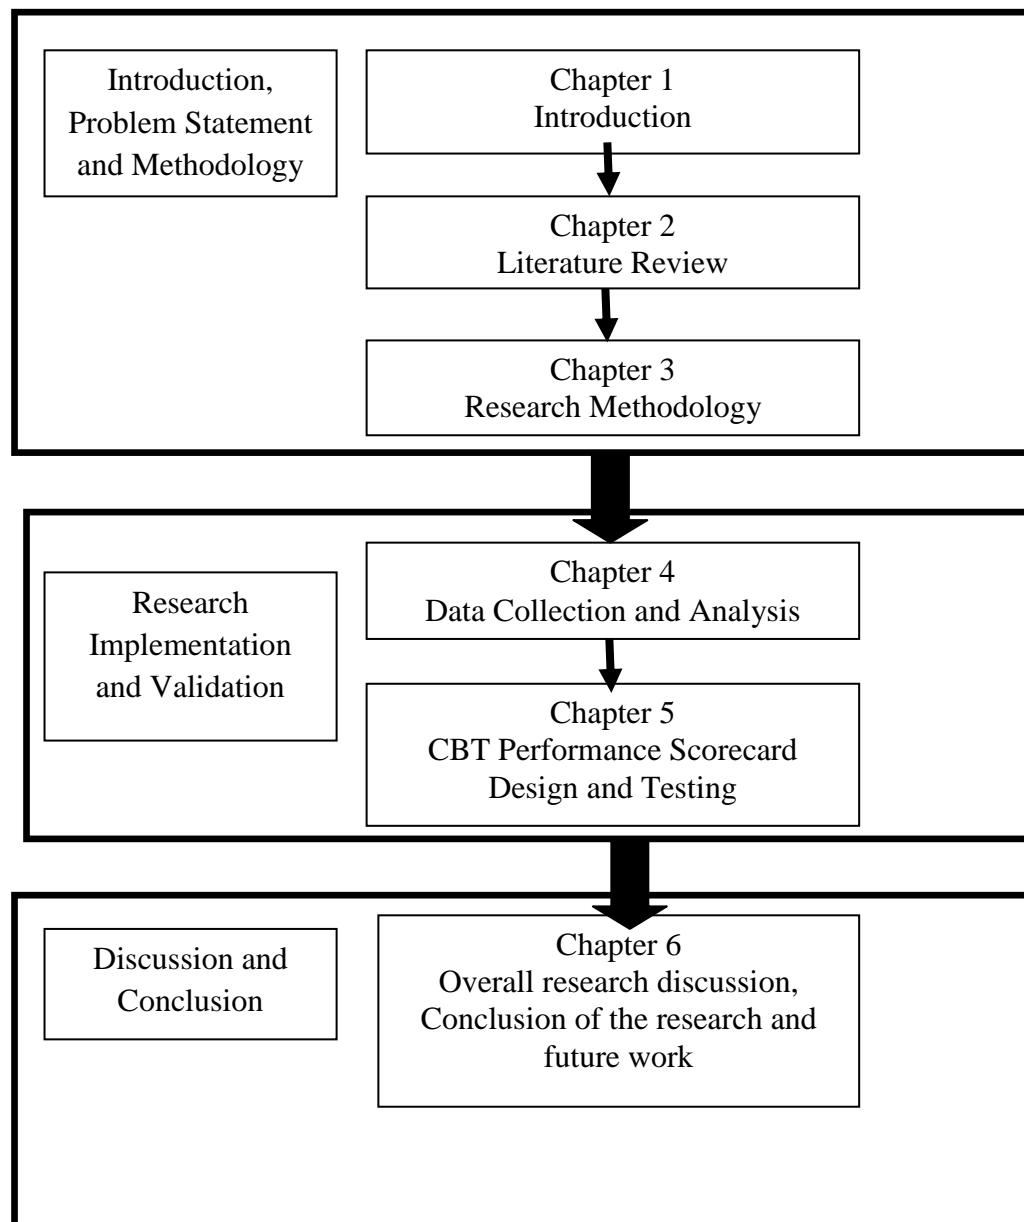 Introduction,
Problem Statement
and Methodology
Chapter 1
Introduction
Chapter 2
Literature Review
Chapter 3
Research Methodology
Research
Implementation
and Validation
Chapter 4
Data Collection and Analysis
Chapter 5
CBT Performance Scorecard
Design and Testing
Discussion and
Conclusion
Chapter 6
Overall research discussion,
Conclusion of the research and
future work